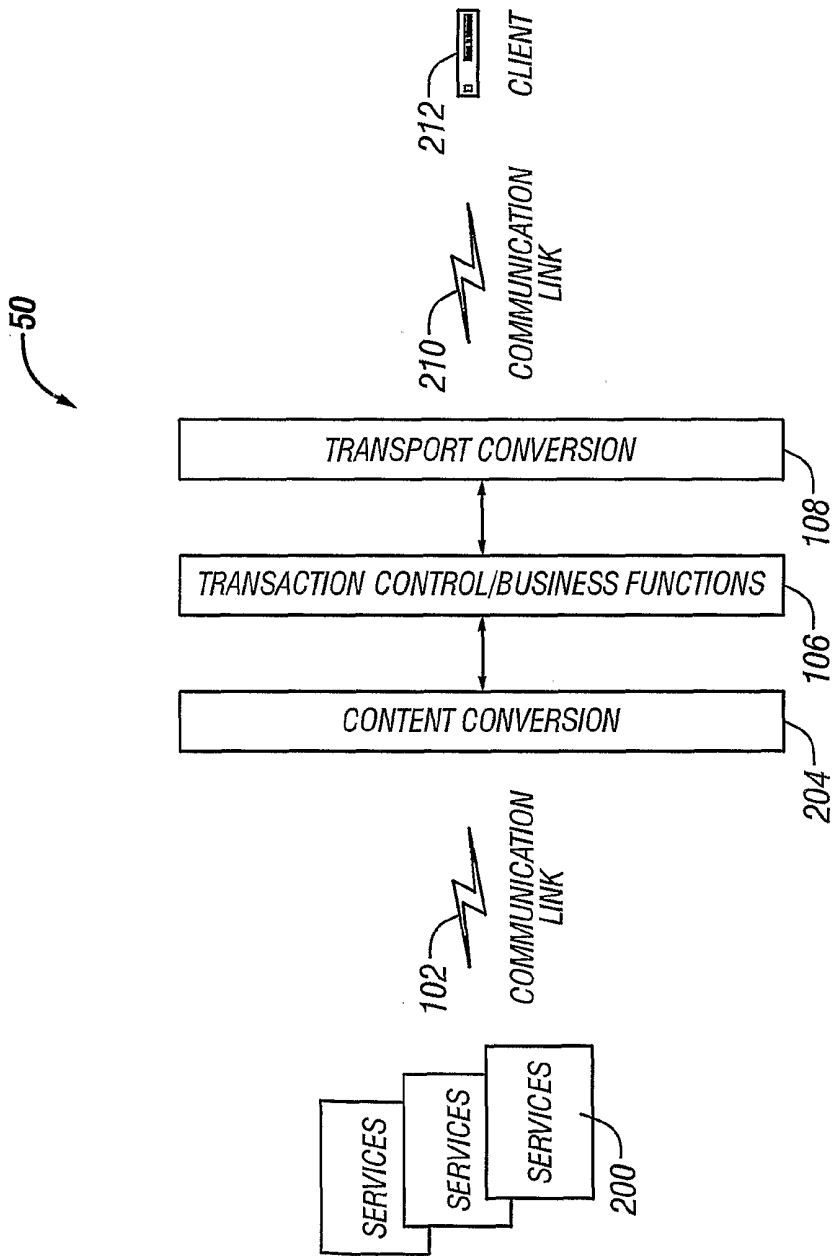 50
SERVICES
SERVICES
SERVICES
200
102
COMMUNICATION
LINK
CONTENT CONVERSION
204
TRANSACTION CONTROL/BUSINESS FUNCTIONS
106
TRANSPORT CONVERSION
108
210
COMMUNICATION
LINK
212
CLIENT